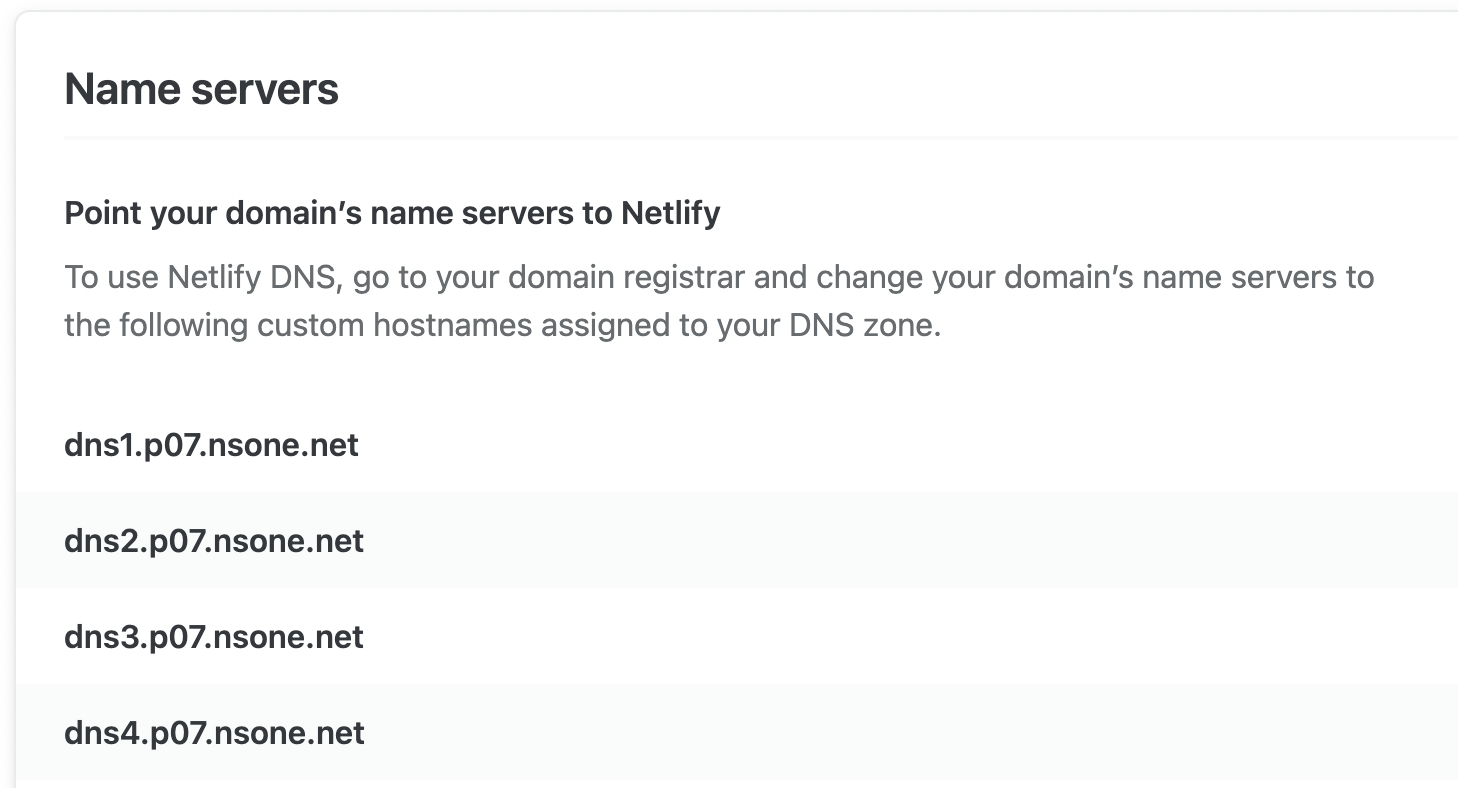 Name servers
Point your domain’s name servers to Netlify
To use Netlify DNS, go to your domain registrar and change your domain’s name servers to
the following custom hostnames assigned to your DNS zone.
dns1.p07.nsone.net
dns2.p07.nsone.net
dns3.p07.nsone.net
dns4.p07.nsone.net